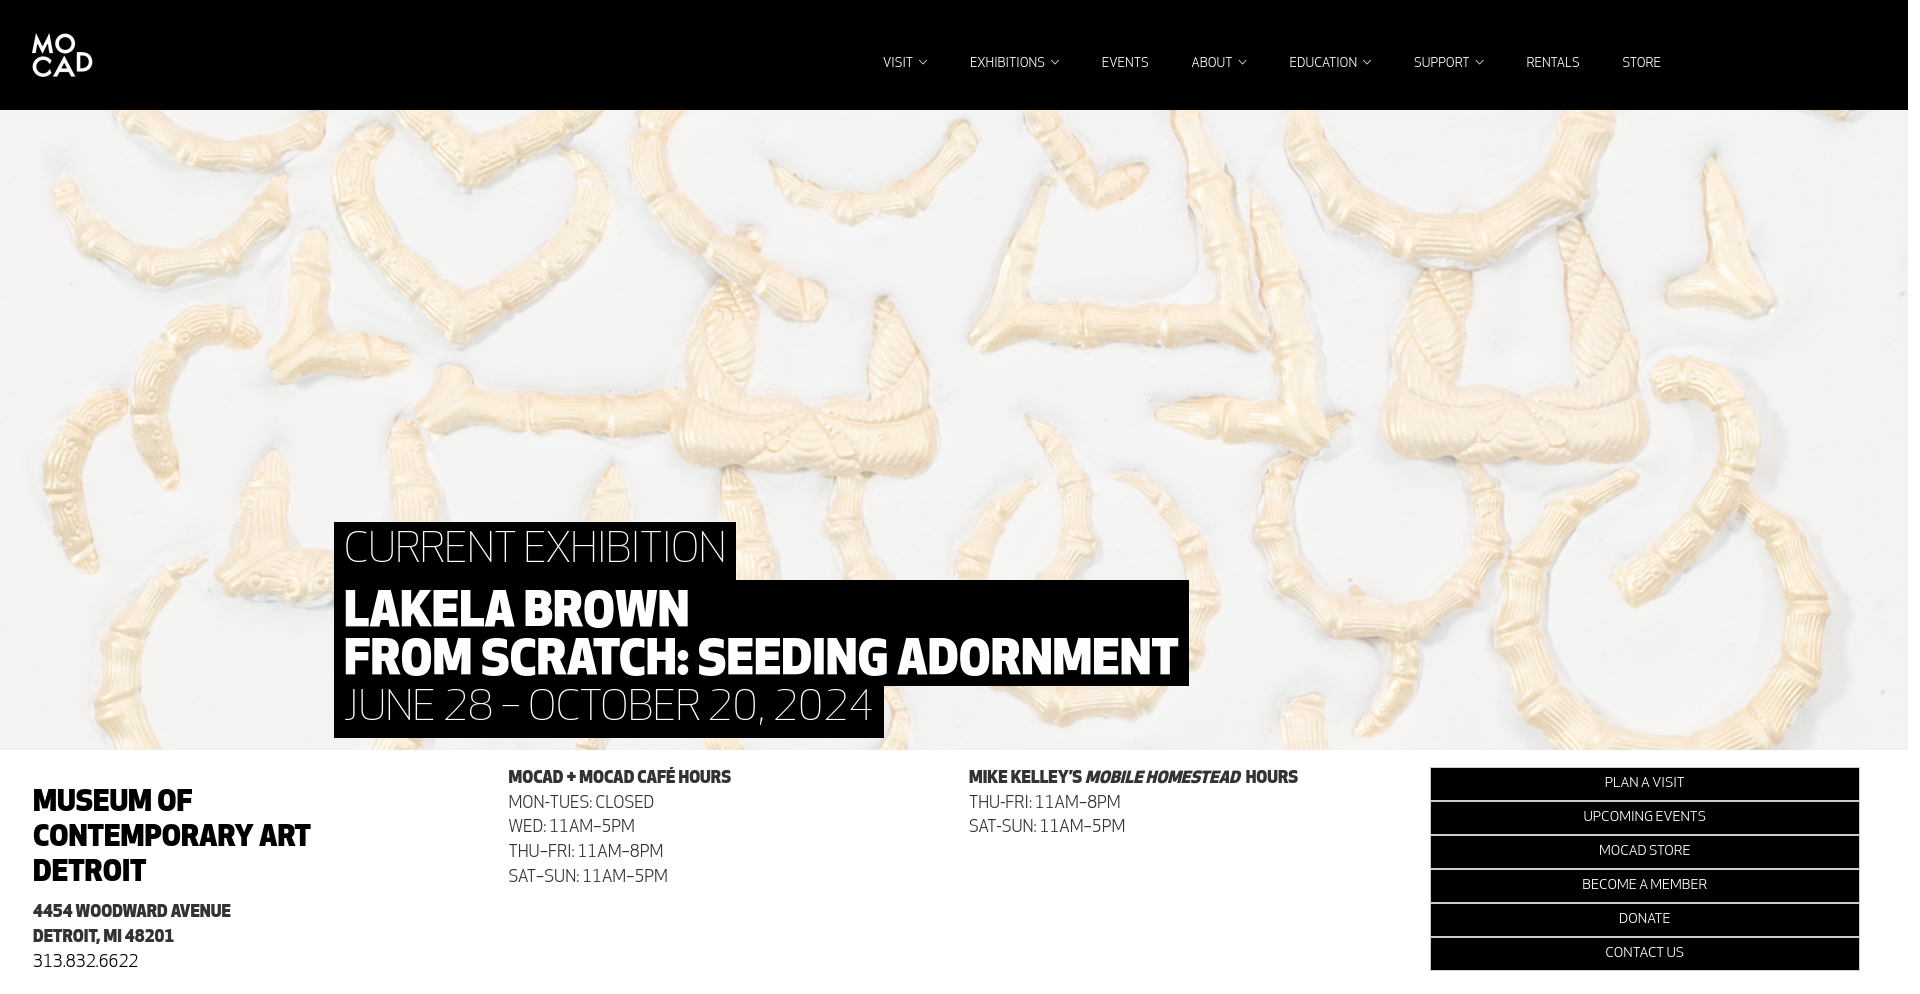 MO
CAD
VISIT
EXHIBITIONS
EVENTS
ABOUT
EDUCATION
SUPPORT
RENTALS
STORE
CURRENT EXHIBITION
LAKELA BROWN
FROM SCRATCH: SEEDING ADORNMENT
JUNE 28 – OCTOBER 20, 2024
MUSEUM OF
CONTEMPORARY ART
DETROIT
4454 WOODWARD AVENUE
DETROIT, MI 48201
313.832.6622
MOCAD + MOCAD CAFÉ HOURS
MON-TUES: CLOSED
WED: 11AM–5PM
THU–FRI: 11AM–8PM
SAT–SUN: 11AM–5PM
MIKE KELLEY’S MOBILE HOMESTEAD HOURS
THU-FRI: 11AM–8PM
SAT-SUN: 11AM–5PM
PLAN A VISIT
UPCOMING EVENTS
MOCAD STORE
BECOME A MEMBER
DONATE
CONTACT US